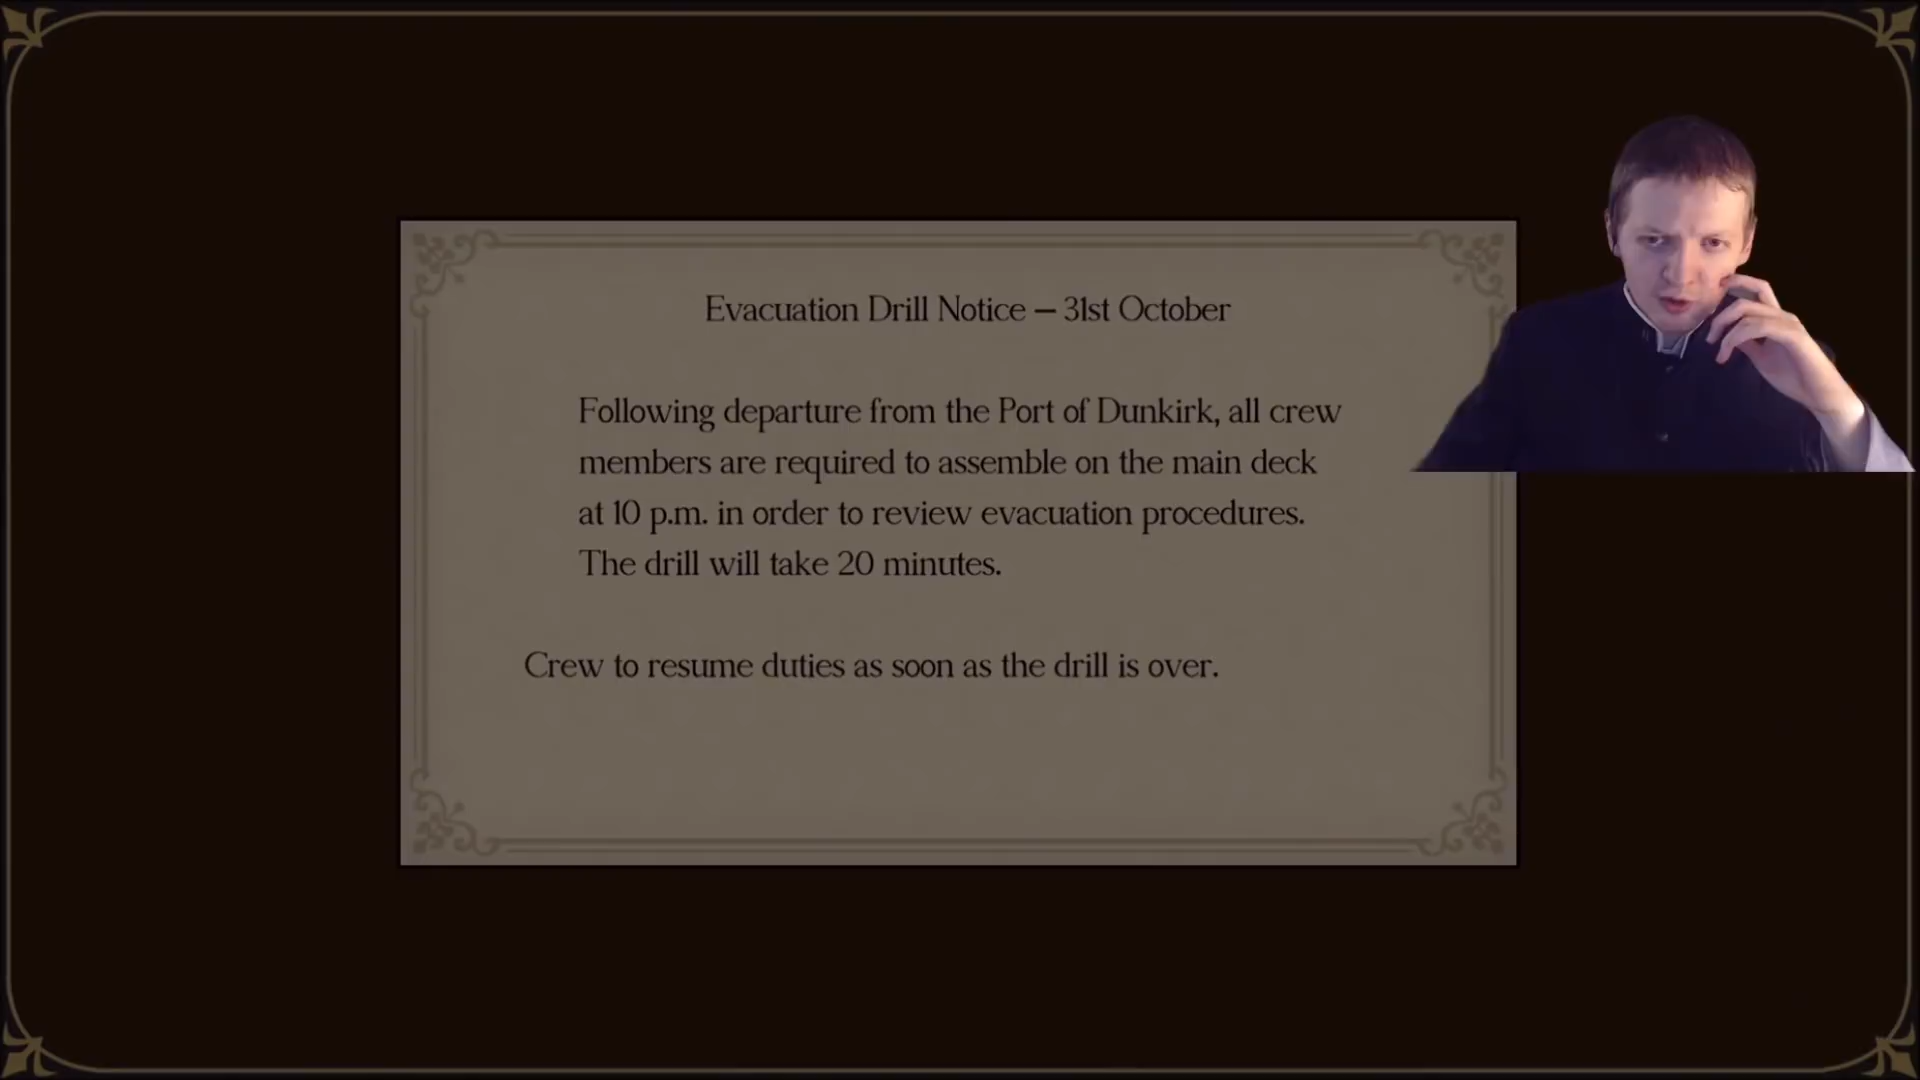 Evacuation Drill Notice – 31st October
Following departure from the Port of Dunkirk, all crew
members are required to assemble on the main deck
at 10 p.m. in order to review evacuation procedures.
The drill will take 20 minutes.
Crew to resume duties as soon as the drill is over.